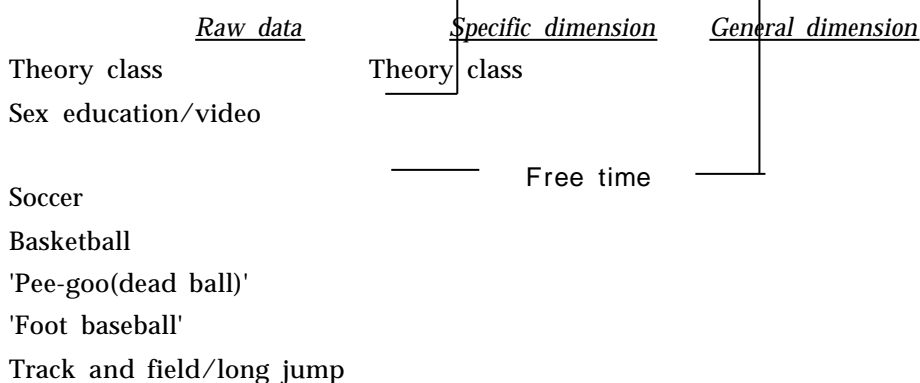 Raw data Specific dimension General dimension
Theory class Theory class
Sex education/video
Free time
Soccer
Basketball
'Pee-goo(dead ball)'
'Foot baseball'
Track and field/long jump